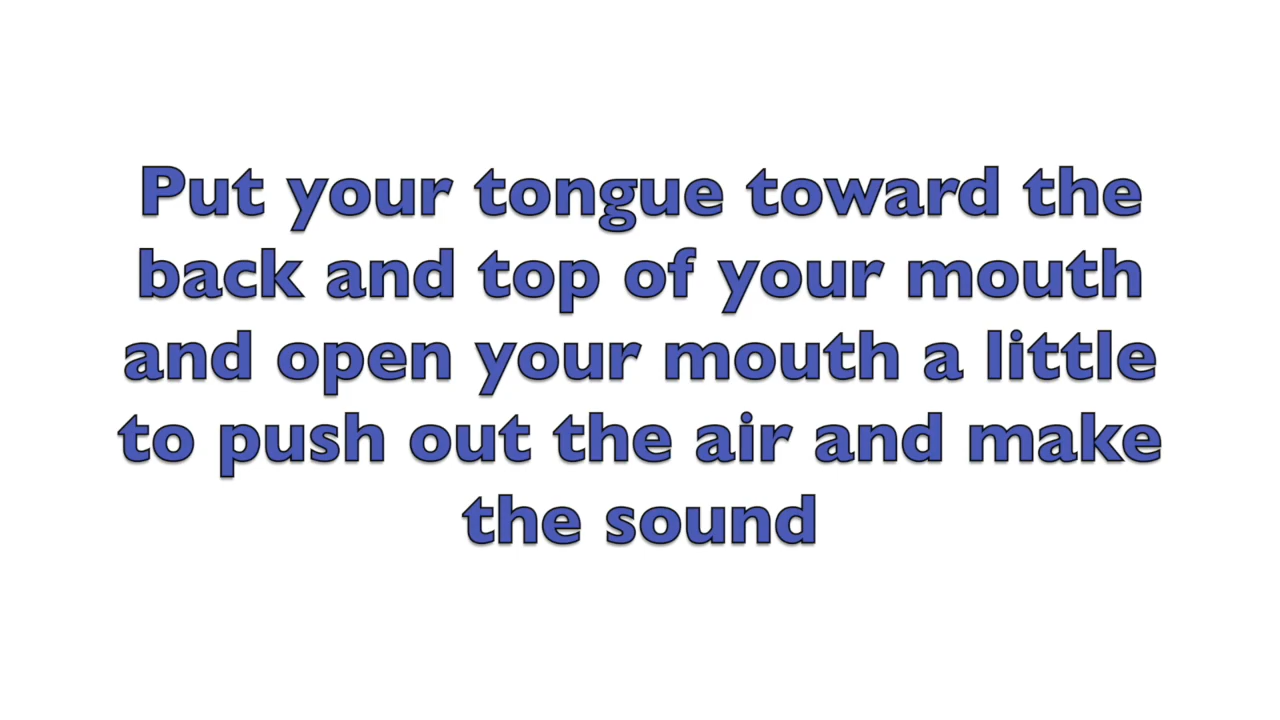 Put your tongue toward the
back and top of your mouth
and open your mouth a little
to push out the air and make
the sound